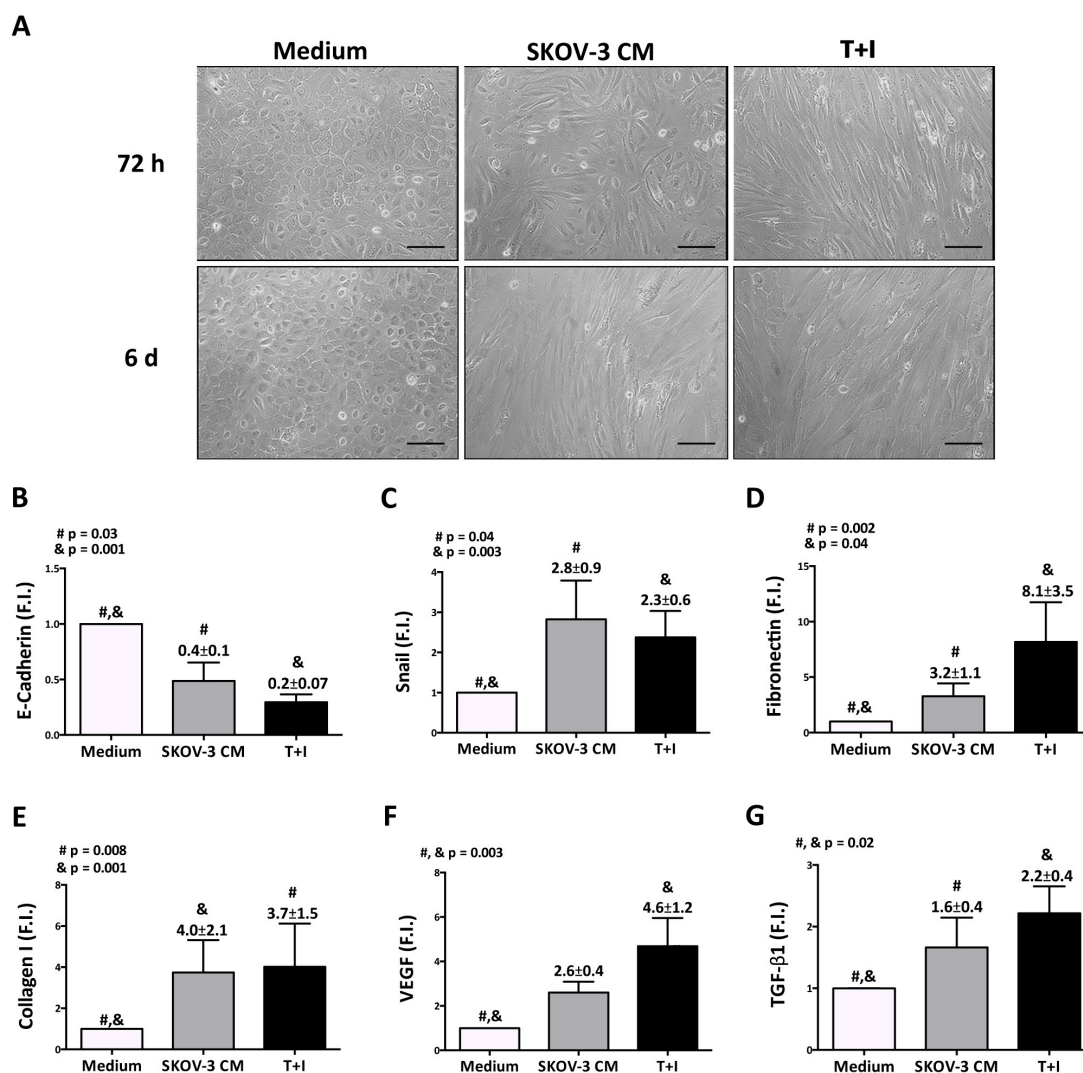 A
Medium
SKOV-3 CM
T+I
72 h
6 d
B
# p = 0.03
& p = 0.001
E-Cadherin (F.I.)
1.5
1.0
0.5
0.0
#,&
#
0.4±0.1
&
0.2±0.07
Medium
SKOV-3 CM
T+I
C
# p = 0.04
& p = 0.003
Snail (F.I.)
4
3
2
1
0
#,&
#
2.8±0.9
&
2.3±0.6
Medium
SKOV-3 CM
T+I
D
# p = 0.002
& p = 0.04
Fibronectin (F.I.)
15
10
5
0
#,&
#
3.2±1.1
&
8.1±3.5
Medium
SKOV-3 CM
T+I
E
# p = 0.008
& p = 0.001
Collagen I (F.I.)
8
6
4
2
0
#,&
&
4.0±2.1
#
3.7±1.5
Medium
SKOV-3 CM
T+I
F
#, & p = 0.003
VEGF (F.I.)
8
6
4
2
0
#,&
2.6±0.4
&
4.6±1.2
Medium
SKOV-3 CM
T+I
G
#, & p = 0.02
TGF-β1 (F.I.)
3
2
1
0
#,&
#
1.6±0.4
&
2.2±0.4
Medium
SKOV-3 CM
T+I